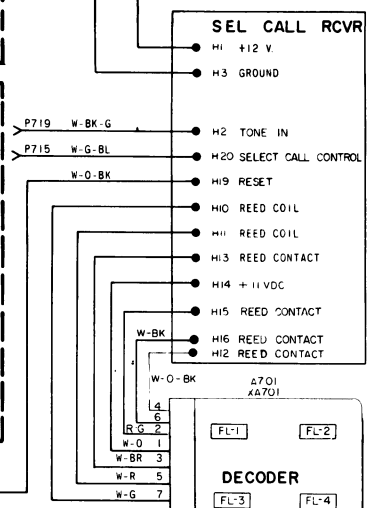 SEL CALL RCVR
H1 +12 V.
H3 GROUND
P719 W-BK-G
H2 TONE IN
P715 W-G-BL
H20 SELECT CALL CONTROL
W-O-BK
H19 RESET
H10 REED COIL
H11 REED COIL
H13 REED CONTACT
H14 +11VDC
H15 REED CONTACT
W-BK
H16 REED CONTACT
H12 REED CONTACT
W-O-BK
A701
XA701
4
6
R-G 2
W-O 1
W-BR 3
W-R 5
W-G 7
FL-1 FL-2
DECODER
FL-3 FL-4